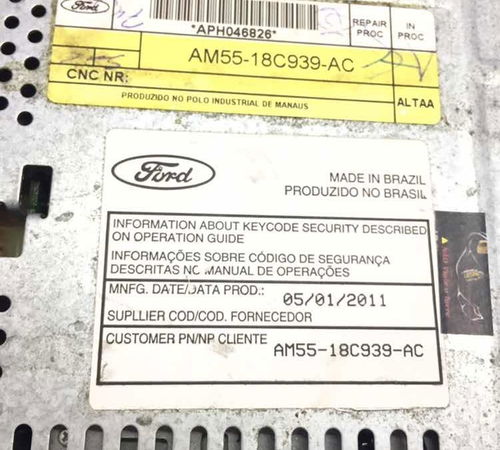 Ford
*APH046826*
REPAIR PROC
IN PROC
AM55-18C939-AC
CNC NR:
ALTAA
PRODUZIDO NO POLO INDUSTRIAL DE MANAUS
Ford
MADE IN BRAZIL
PRODUZIDO NO BRASIL
INFORMATION ABOUT KEYCODE SECURITY DESCRIBED
ON OPERATION GUIDE
INFORMAÇÕES SOBRE CÓDIGO DE SEGURANÇA
DESCRITAS NO MANUAL DE OPERAÇÕES
MNFG. DATE/DATA PROD.: 05/01/2011
SUPLLIER COD/COD. FORNECEDOR
CUSTOMER PN/NP CLIENTE AM55-18C939-AC